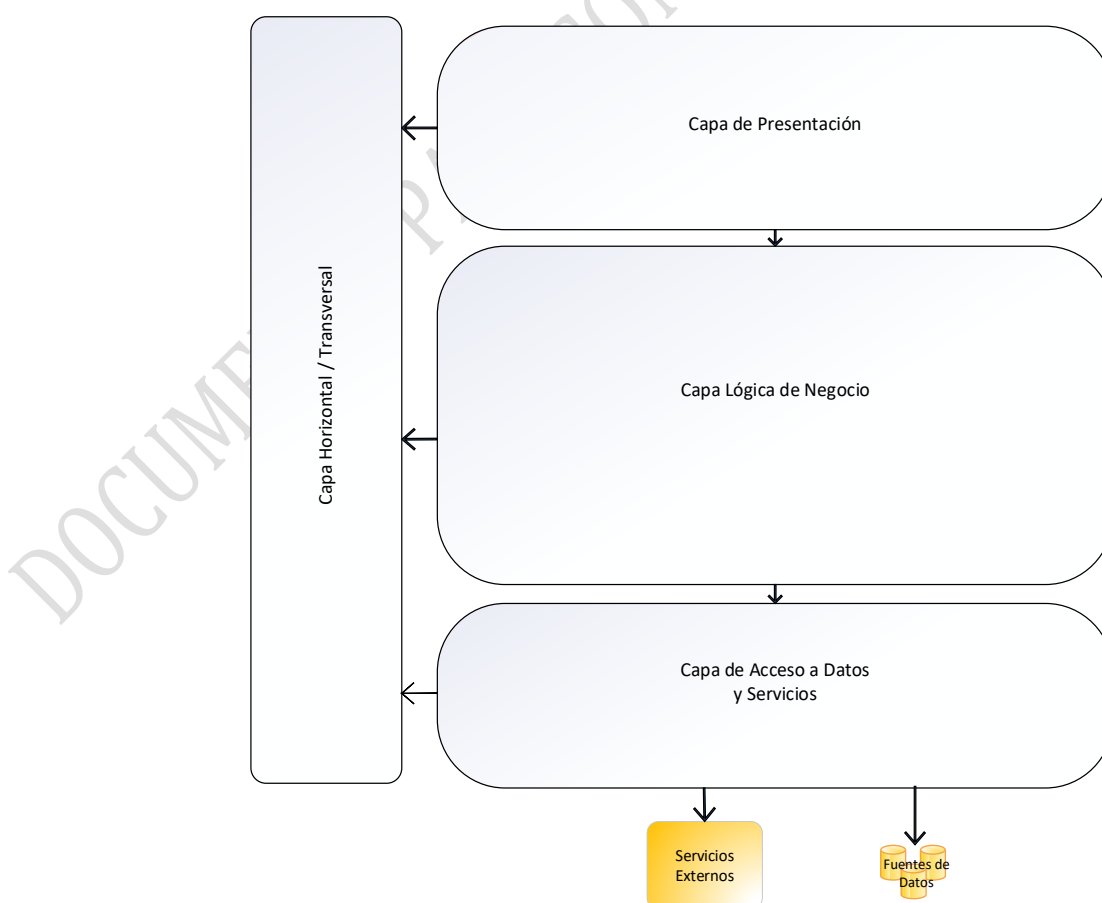 Capa de Presentación
Capa Horizontal / Transversal
Capa Lógica de Negocio
Capa de Acceso a Datos
y Servicios
Servicios
Externos
Fuentes de
Datos